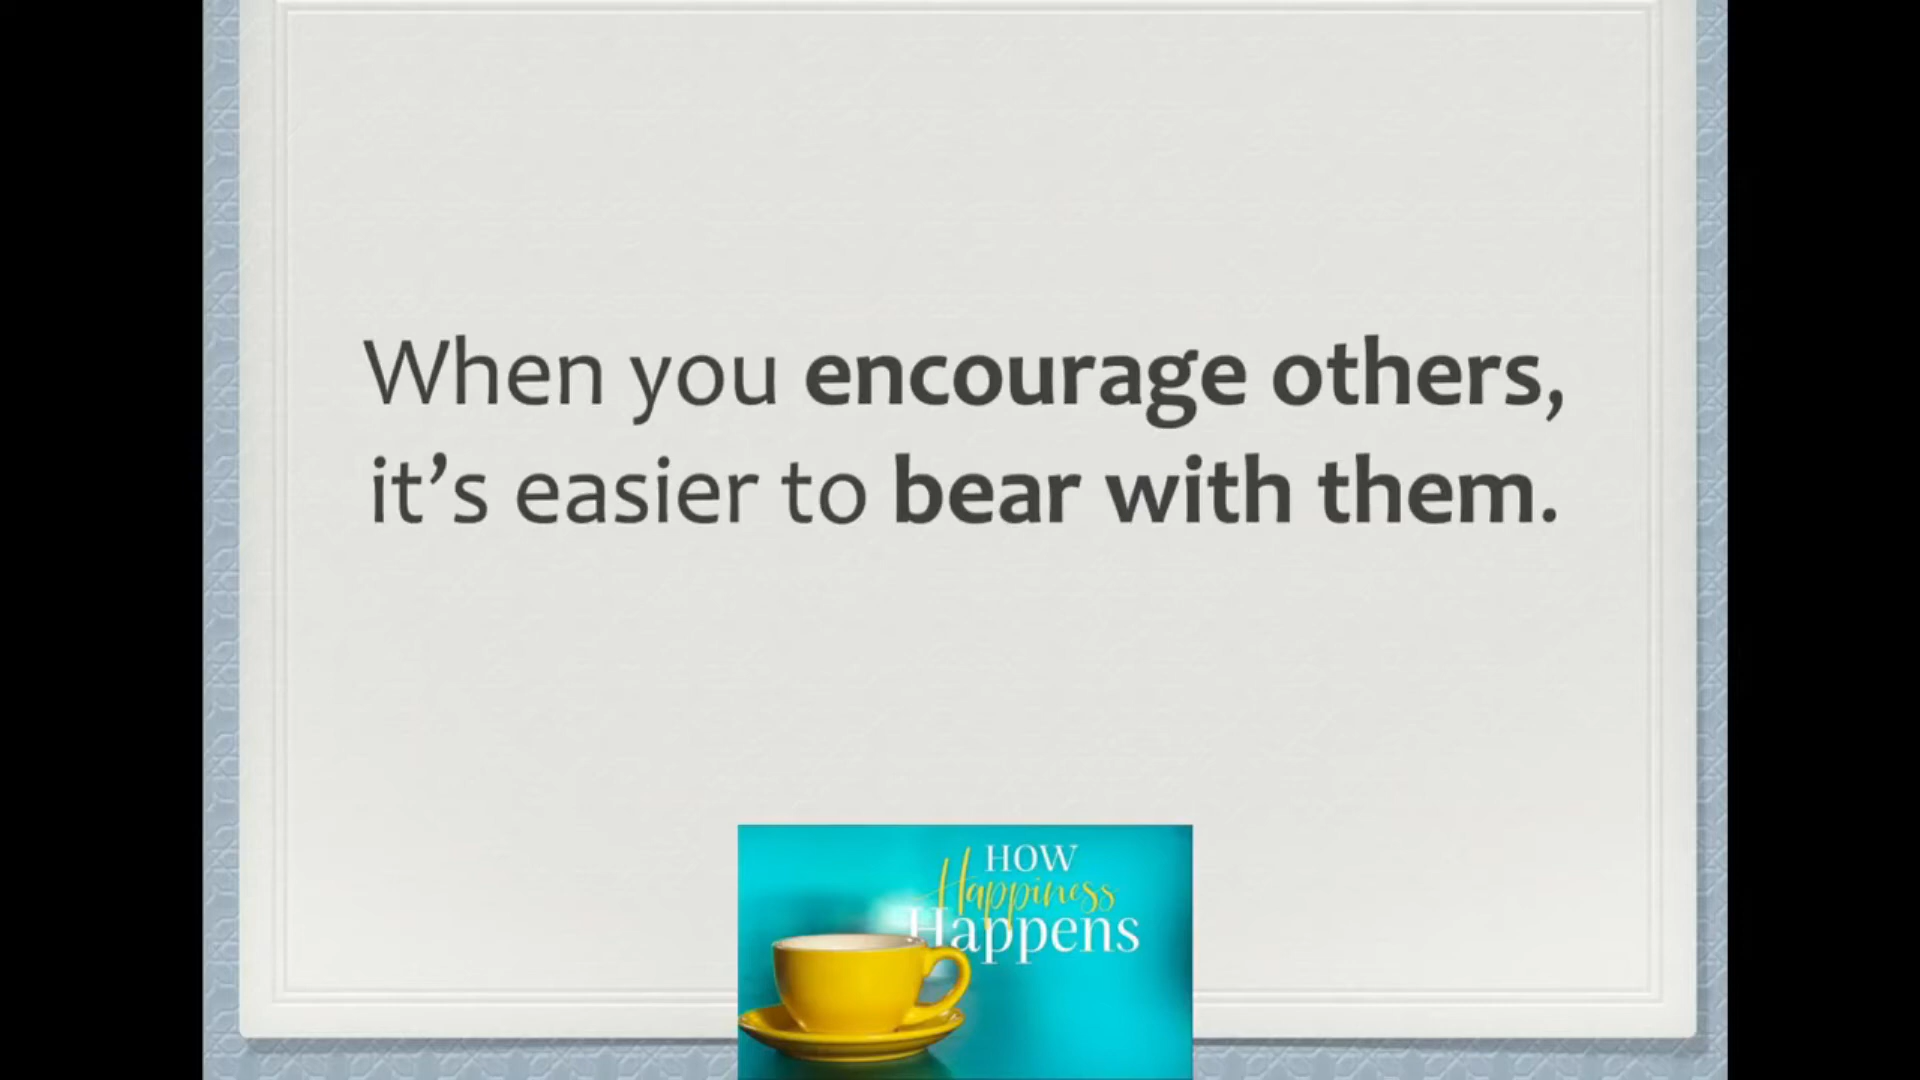 When you encourage others,
it’s easier to bear with them.
HOW
Happiness
Happens